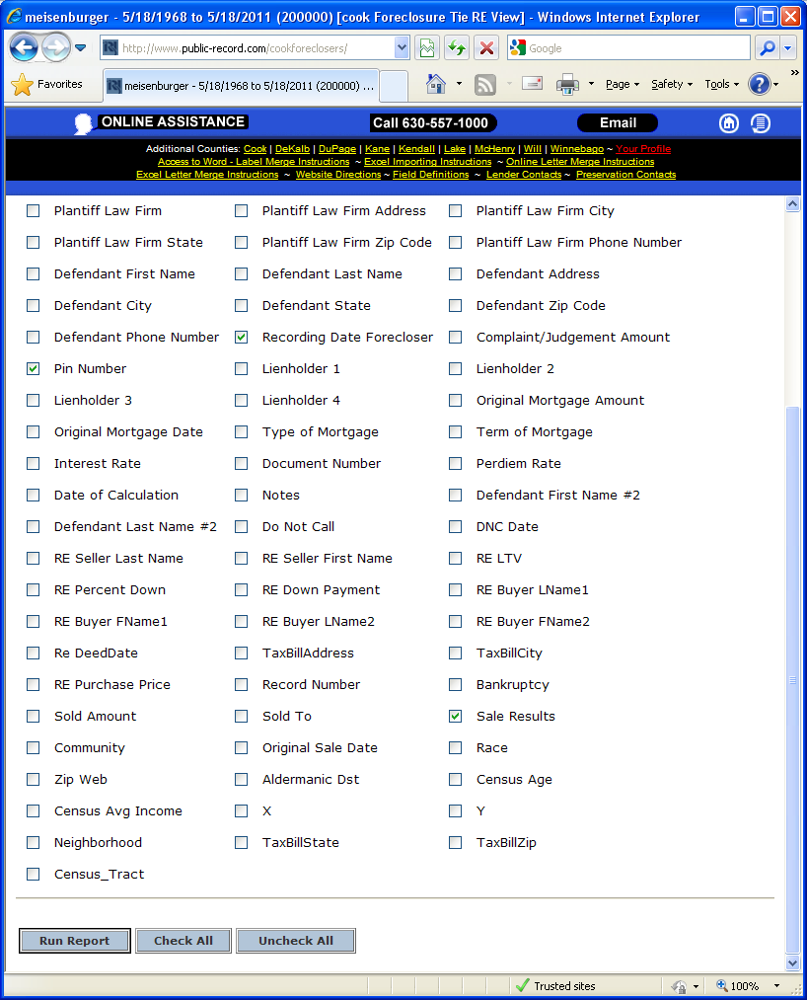 meisenburger - 5/18/1968 to 5/18/2011 (200000) [cook Foreclosure Tie RE View] - Windows Internet Explorer
http://www.public-record.com/cookforeclosers/
Google
Favorites
meisenburger - 5/18/1968 to 5/18/2011 (200000) ...
Page
Safety
Tools
ONLINE ASSISTANCE
Call 630-557-1000
Email
Additional Counties: Cook | DeKalb | DuPage | Kane | Kendall | Lake | McHenry | Will | Winnebago ~ Your Profile
Access to Word - Label Merge Instructions ~ Excel Importing Instructions ~ Online Letter Merge Instructions
Excel Letter Merge Instructions ~ Website Directions ~ Field Definitions ~ Lender Contacts ~ Preservation Contacts
Plantiff Law Firm Plantiff Law Firm Address Plantiff Law Firm City
Plantiff Law Firm State Plantiff Law Firm Zip Code Plantiff Law Firm Phone Number
Defendant First Name Defendant Last Name Defendant Address
Defendant City Defendant State Defendant Zip Code
Defendant Phone Number Recording Date Forecloser Complaint/Judgement Amount
Pin Number Lienholder 1 Lienholder 2
Lienholder 3 Lienholder 4 Original Mortgage Amount
Original Mortgage Date Type of Mortgage Term of Mortgage
Interest Rate Document Number Perdiem Rate
Date of Calculation Notes Defendant First Name #2
Defendant Last Name #2 Do Not Call DNC Date
RE Seller Last Name RE Seller First Name RE LTV
RE Percent Down RE Down Payment RE Buyer LName1
RE Buyer FName1 RE Buyer LName2 RE Buyer FName2
Re DeedDate TaxBillAddress TaxBillCity
RE Purchase Price Record Number Bankruptcy
Sold Amount Sold To Sale Results
Community Original Sale Date Race
Zip Web Aldermanic Dst Census Age
Census Avg Income X Y
Neighborhood TaxBillState TaxBillZip
Census_Tract
Run Report Check All Uncheck All
Trusted sites
100%